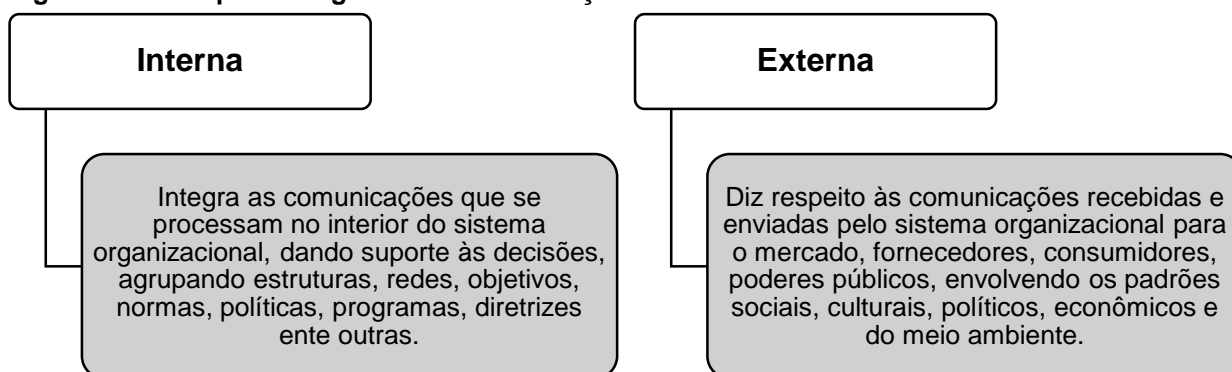 Interna
Integra as comunicações que se
processam no interior do sistema
organizacional, dando suporte às decisões,
agrupando estruturas, redes, objetivos,
normas, políticas, programas, diretrizes
ente outras.
Externa
Diz respeito às comunicações recebidas e
enviadas pelo sistema organizacional para
o mercado, fornecedores, consumidores,
poderes públicos, envolvendo os padrões
sociais, culturais, políticos, econômicos e
do meio ambiente.